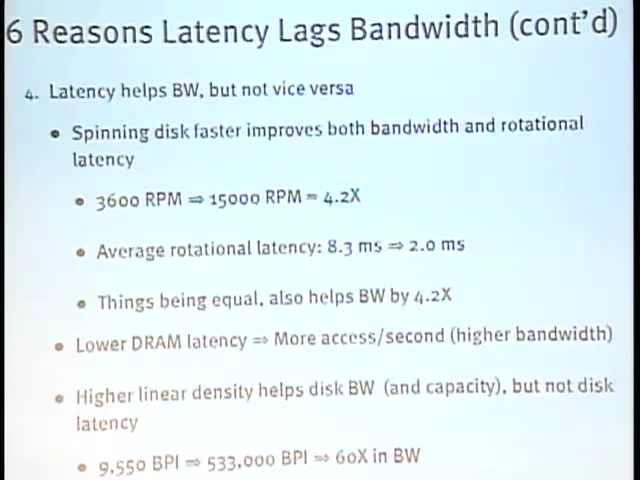 6 Reasons Latency Lags Bandwidth (cont'd)
4. Latency helps BW, but not vice versa
• Spinning disk faster improves both bandwidth and rotational
latency
• 3600 RPM ⇒ 15000 RPM = 4.2X
• Average rotational latency: 8.3 ms ⇒ 2.0 ms
• Things being equal, also helps BW by 4.2X
• Lower DRAM latency ⇒ More access/second (higher bandwidth)
• Higher linear density helps disk BW (and capacity), but not disk
latency
• 9,550 BPI ⇒ 533,000 BPI ⇒ 60X in BW